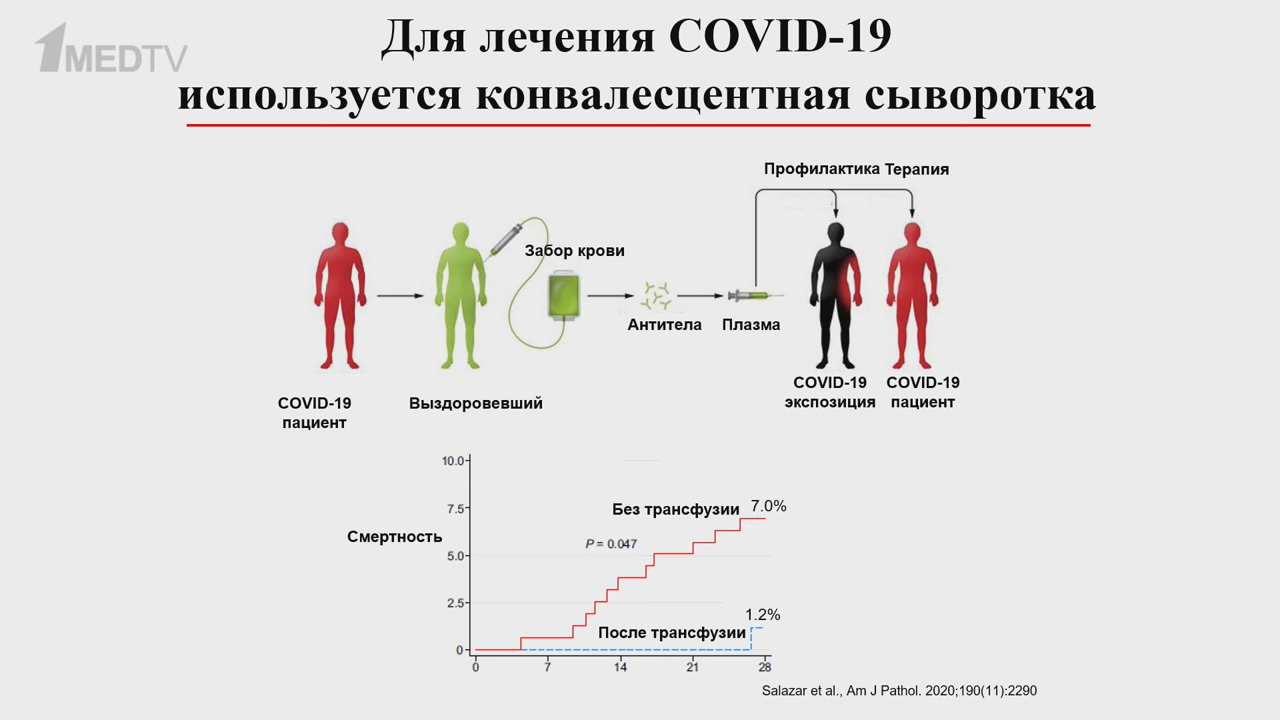 1MEDTV
Для лечения COVID-19
используется конвалесцентная сыворотка
Профилактика Терапия
Забор крови
Антитела
Плазма
COVID-19
пациент
Выздоровевший
COVID-19
экспозиция
COVID-19
пациент
10.0
7.5
5.0
2.5
0
Смертность
Без трансфузии
7.0%
P = 0.047
1.2%
После трансфузии
0 7 14 21 28
Salazar et al., Am J Pathol. 2020;190(11):2290